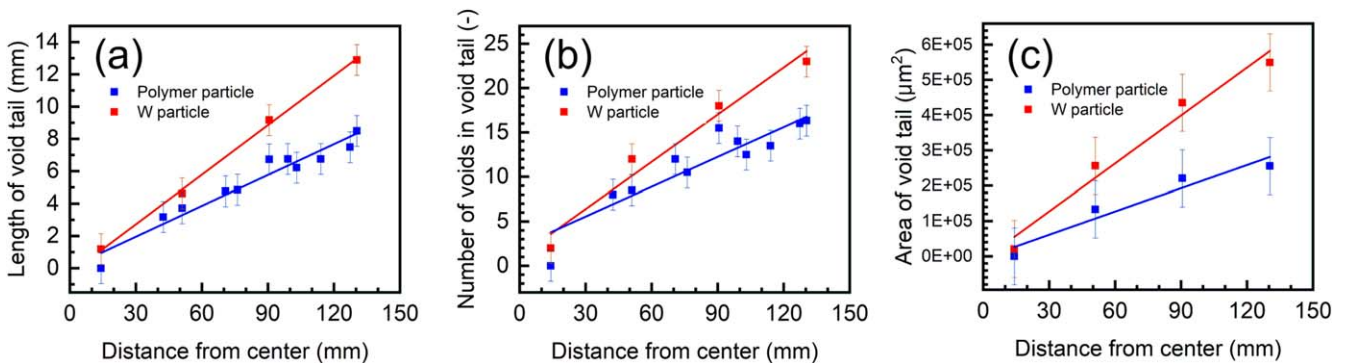 (a)
Length of void tail (mm)
14
12
10
8
6
4
2
0
Polymer particle
W particle
0 30 60 90 120 150
Distance from center (mm)
(b)
Number of voids in void tail (-)
25
20
15
10
5
0
Polymer particle
W particle
0 30 60 90 120 150
Distance from center (mm)
(c)
Area of void tail (µm²)
6E+05
5E+05
4E+05
3E+05
2E+05
1E+05
0E+00
Polymer particle
W particle
0 30 60 90 120 150
Distance from center (mm)